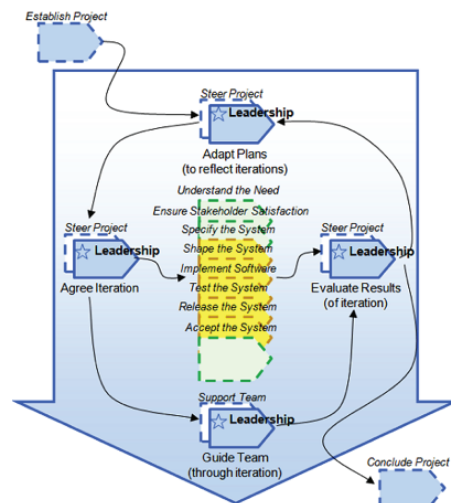 Establish Project
Steer Project
Leadership
Adapt Plans
(to reflect iterations)
Understand the Need
Ensure Stakeholder Satisfaction
Specify the System
Steer Project
Leadership
Agree Iteration
Shape the System
Implement Software
Test the System
Release the System
Accept the System
Steer Project
Leadership
Evaluate Results
(of iteration)
Support Team
Leadership
Guide Team
(through iteration)
Conclude Project